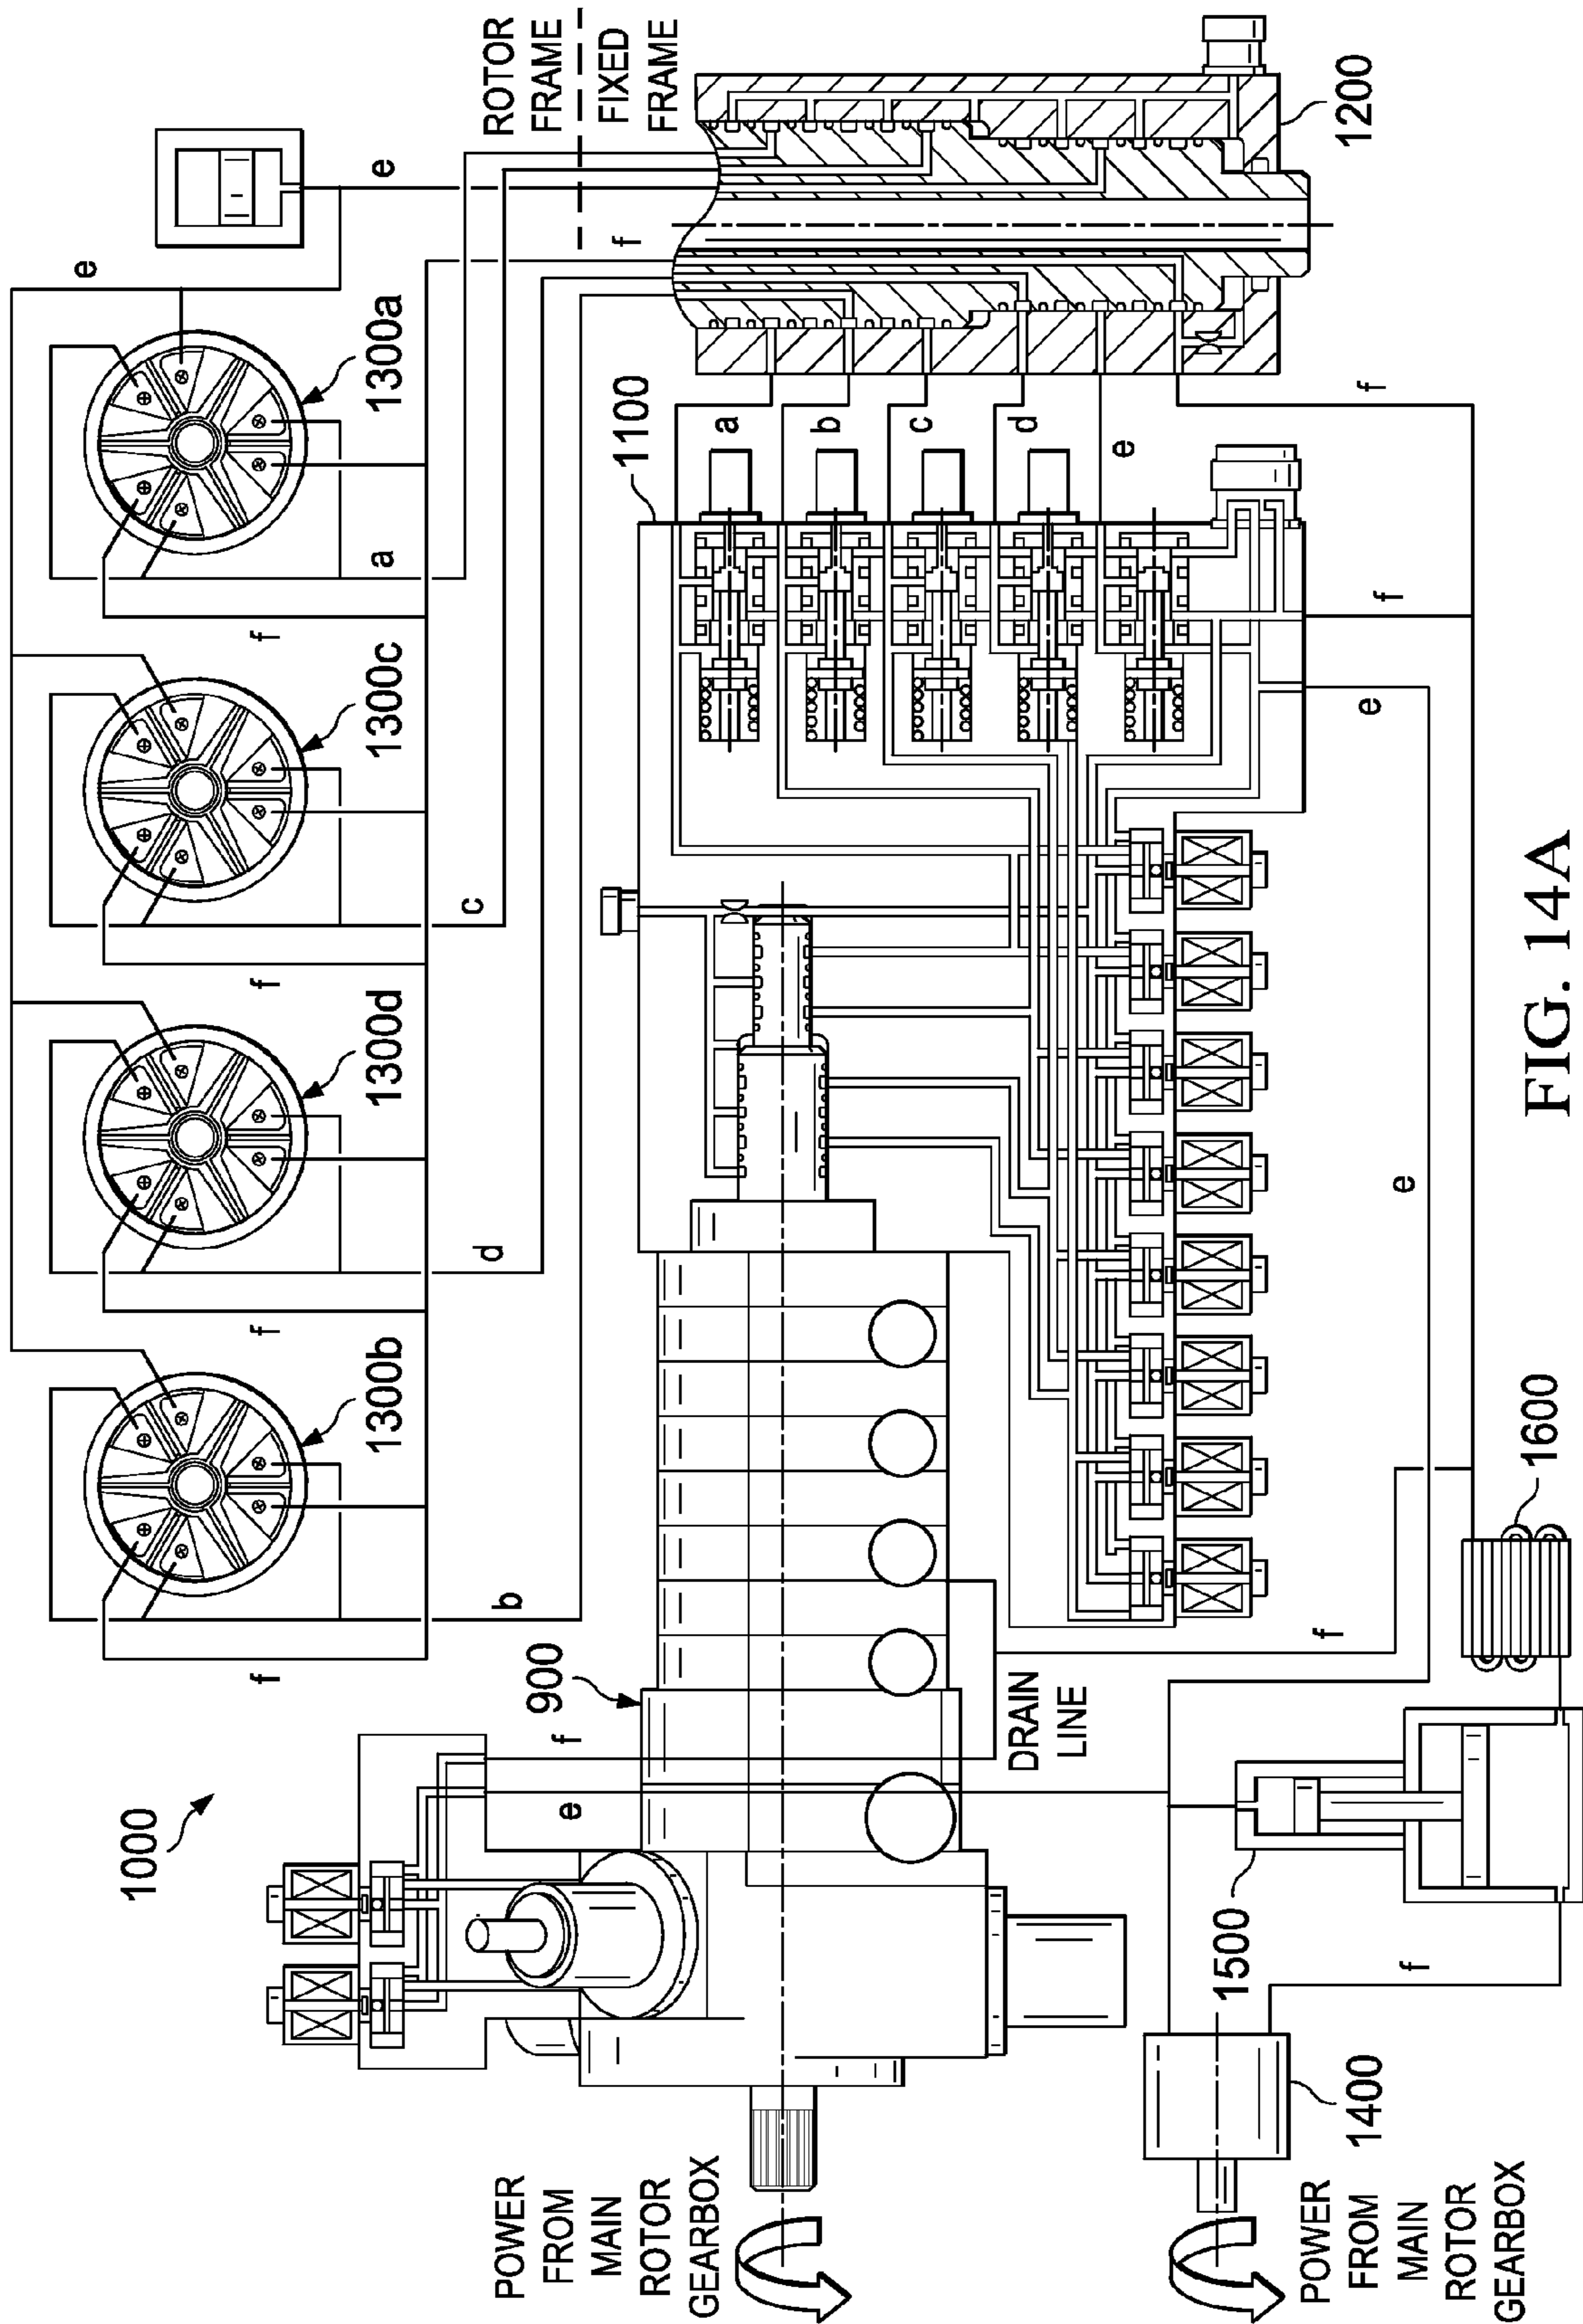 1000
900
POWER
FROM
MAIN
ROTOR
GEARBOX
POWER
FROM
MAIN
ROTOR
GEARBOX
1400
1500
1600
DRAIN
LINE
f
e
f
f
e
f
b
1300b
f
d
1300d
f
c
1300c
f
a
1300a
f
e
e
ROTOR
FRAME
FIXED
FRAME
f
1100
a
b
c
d
e
f
f
e
1200
FIG. 14A